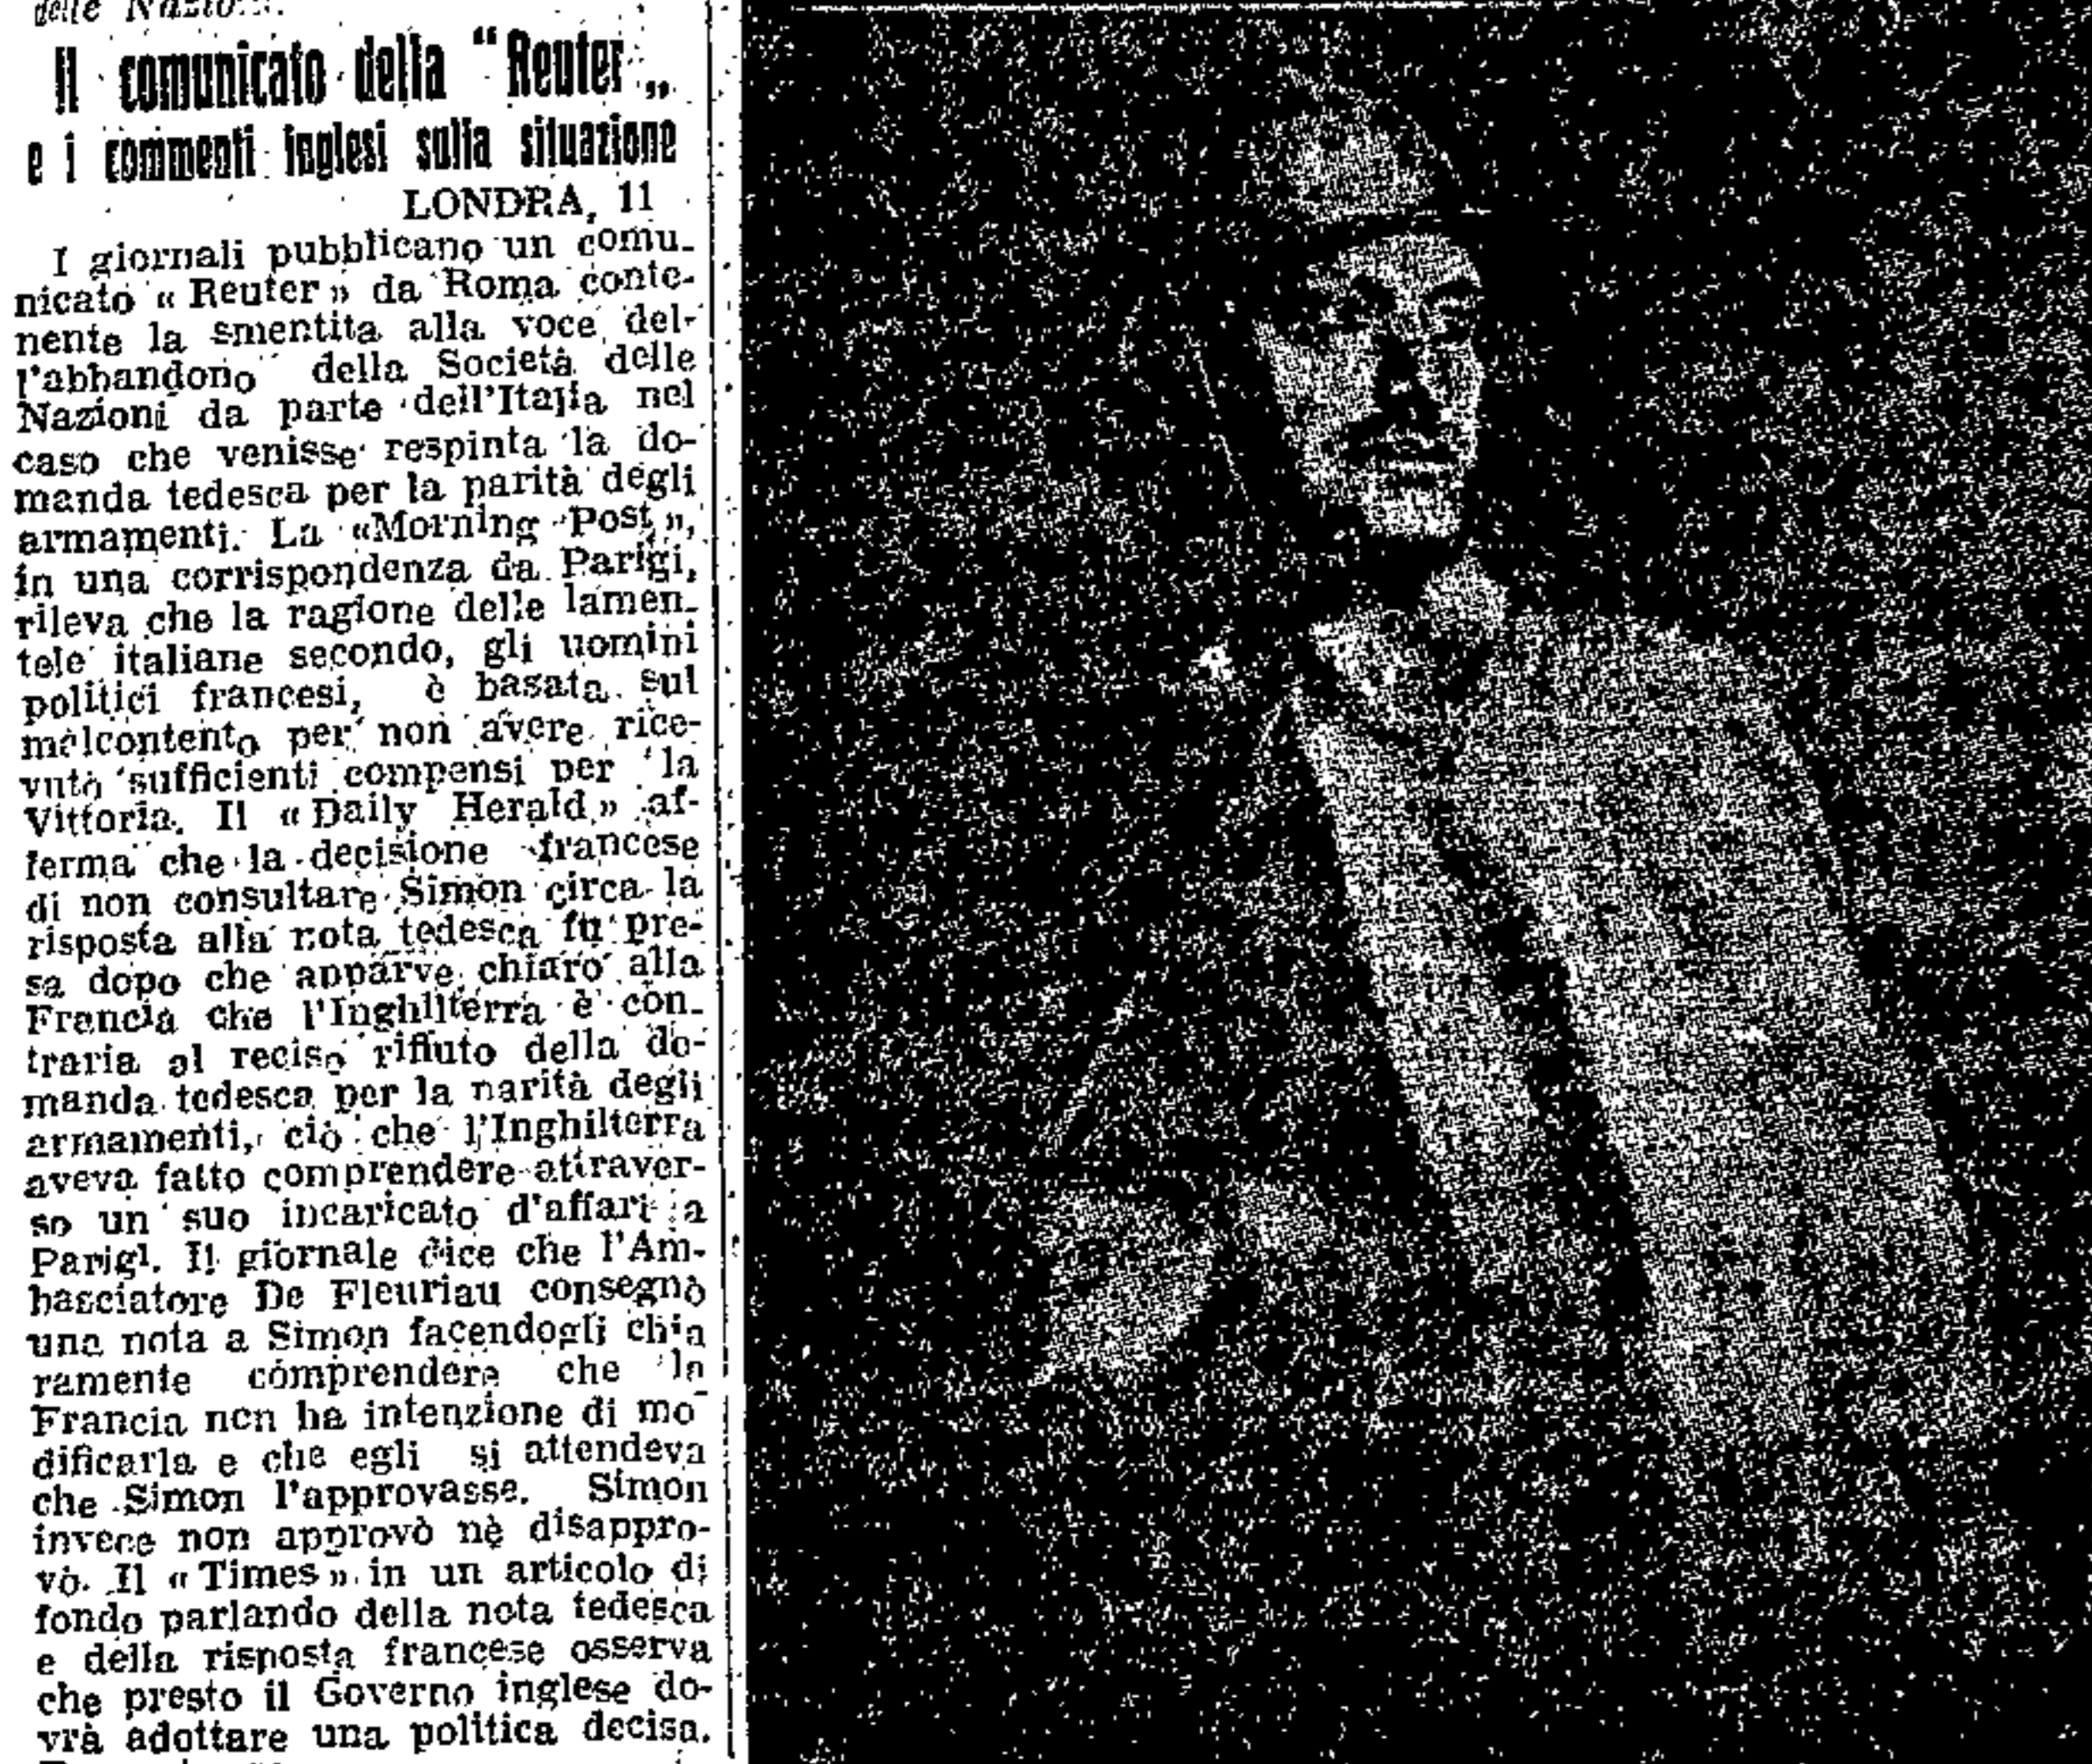 delle Nazioni.
Il comunicato della "Reuter„
e i commenti inglesi sulla situazione
LONDRA, 11
I giornali pubblicano un comu-
nicato « Reuter » da Roma conte-
nente la smentita alla voce del-
l'abbandono della Società delle
Nazioni da parte dell'Italia nel
caso che venisse respinta la do-
manda tedesca per la parità degli
armamenti. La «Morning Post»,
in una corrispondenza da Parigi,
rileva che la ragione delle lamen-
tele italiane secondo, gli uomini
politici francesi, è basata sul
malcontento per non avere rice-
vuto sufficienti compensi per la
Vittoria. Il « Daily Herald » af-
ferma che la decisione francese
di non consultare Simon circa la
risposta alla nota tedesca fu pre-
sa dopo che apparve chiaro alla
Francia che l'Inghilterra è con-
traria al reciso rifiuto della do-
manda tedesca per la parità degli
armamenti, ciò che l'Inghilterra
aveva fatto comprendere attraver-
so un suo incaricato d'affari a
Parigi. Il giornale dice che l'Am-
basciatore De Fleuriau consegnò
una nota a Simon facendogli chia
ramente comprendere che la
Francia non ha intenzione di mo
dificarla e che egli si attendeva
che Simon l'approvasse. Simon
invece non approvò nè disappro-
vò. Il « Times » in un articolo di
fondo parlando della nota tedesca
e della risposta francese osserva
che presto il Governo inglese do-
vrà adottare una politica decisa.